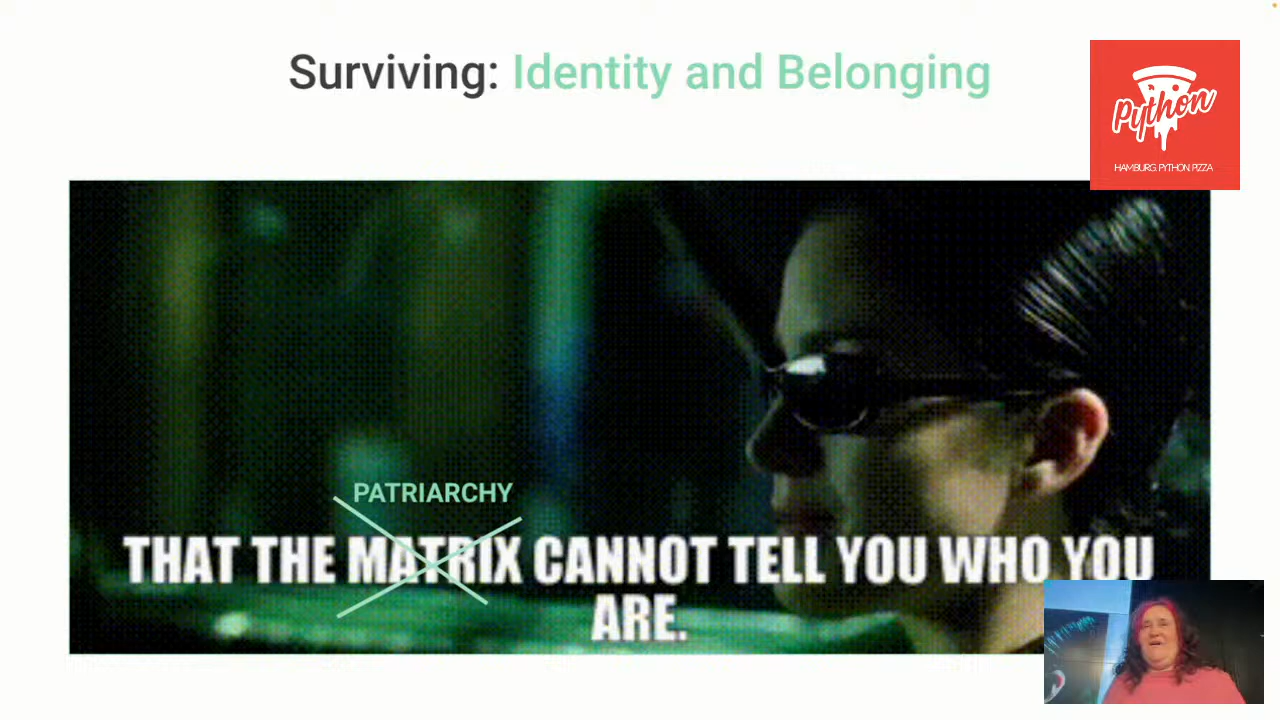 Surviving: Identity and Belonging
Python
HAMBURG. PYTHON PIZZA
PATRIARCHY
THAT THE MATRIX CANNOT TELL YOU WHO YOU
ARE.